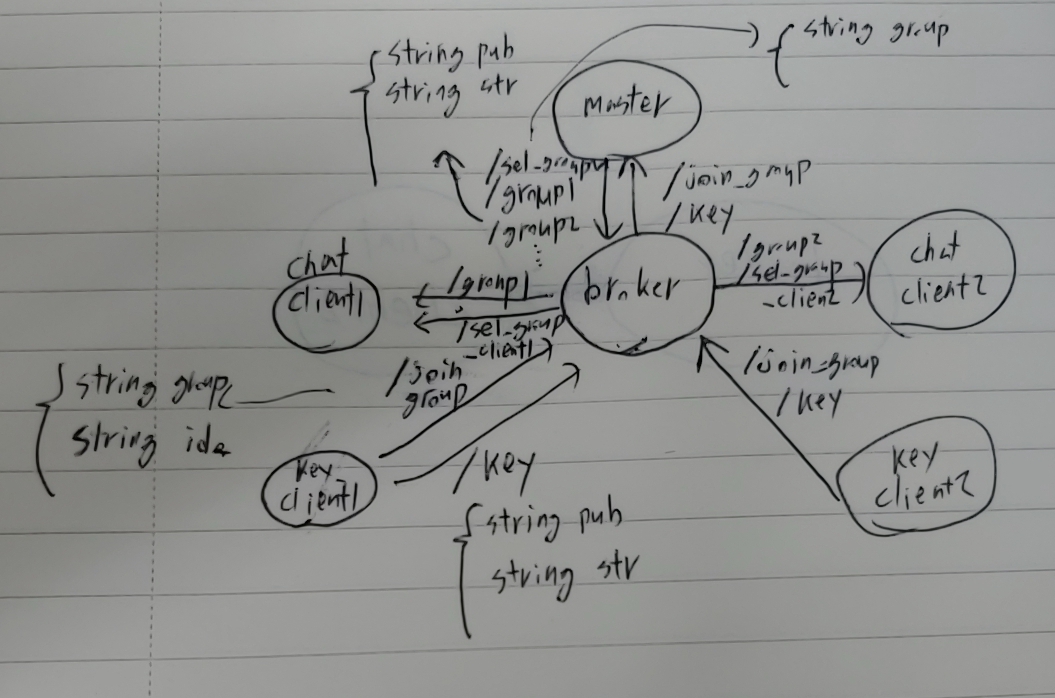 string group
string pub
string str
master
/sel_group
/group1
/group2
/join_group
/key
chat
client1
/group1
/sel_group
_client1
broker
/group2
/sel_group
_client2
chat
client2
string group
string id
/join
group
/join_group
/key
key
client1
/key
key
client2
string pub
string str